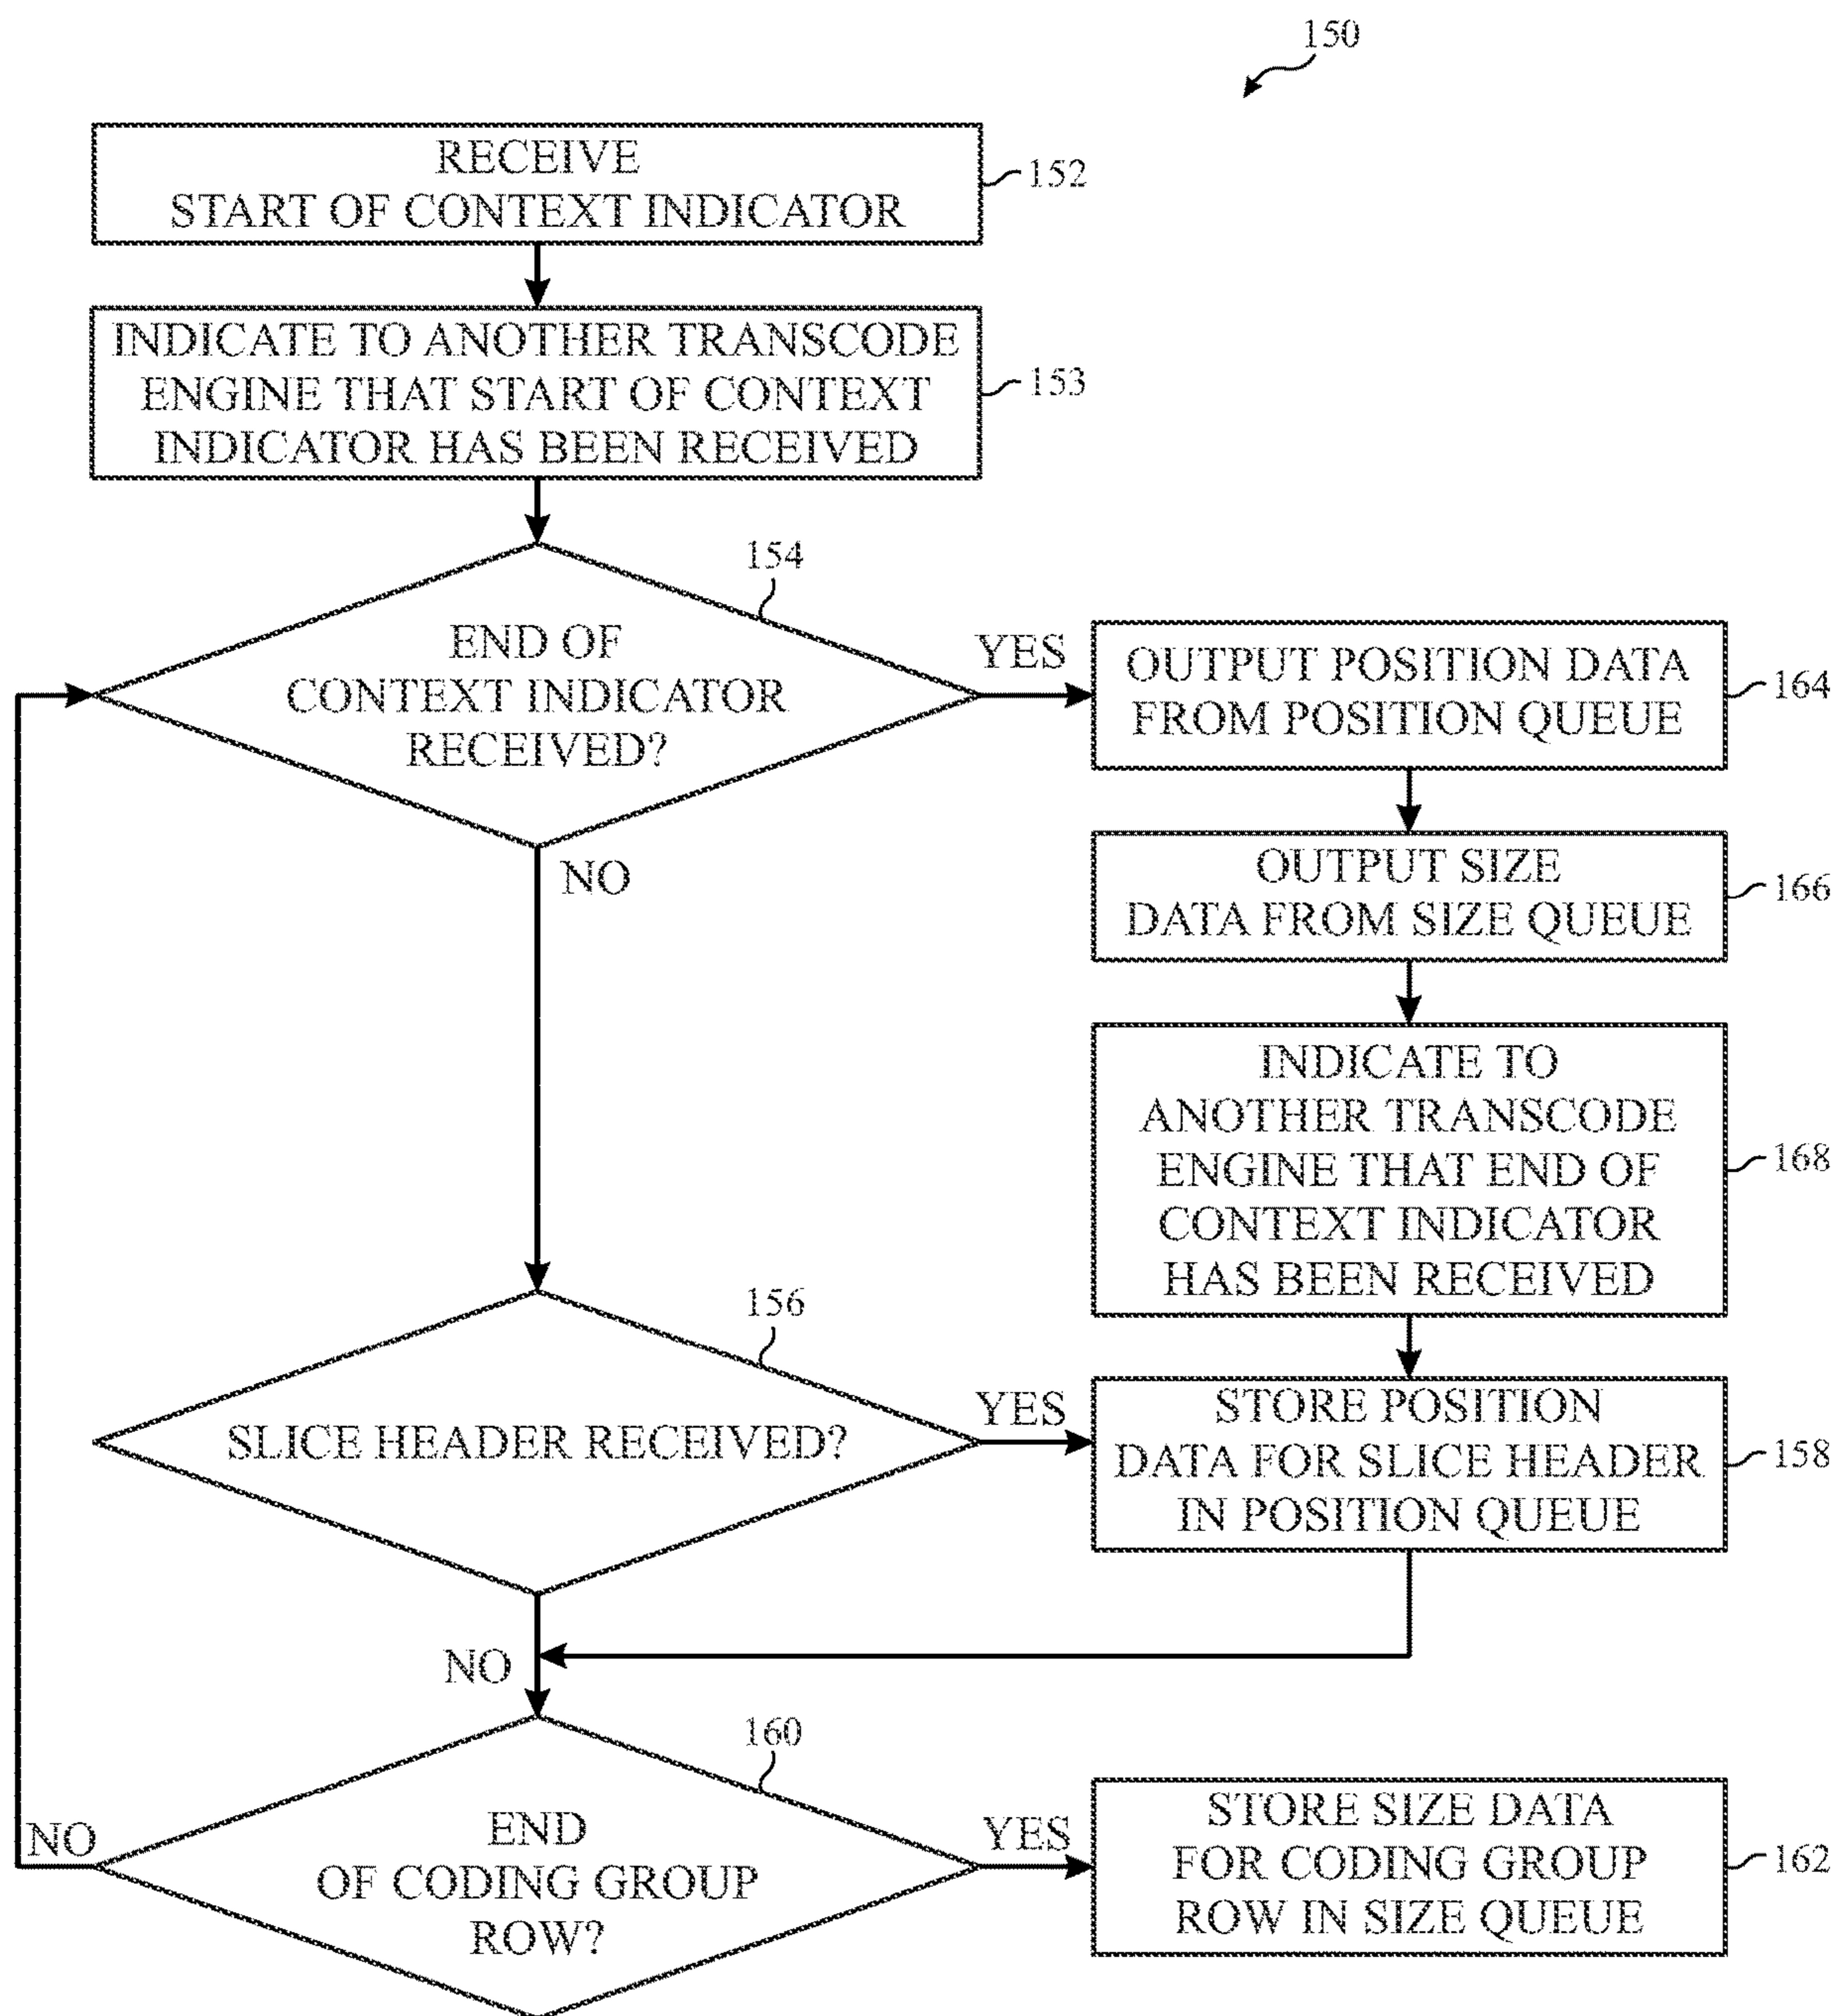 150
RECEIVE
START OF CONTEXT INDICATOR
152
INDICATE TO ANOTHER TRANSCODE
ENGINE THAT START OF CONTEXT
INDICATOR HAS BEEN RECEIVED
153
154
END OF
CONTEXT INDICATOR
RECEIVED?
YES
NO
OUTPUT POSITION DATA
FROM POSITION QUEUE
164
OUTPUT SIZE
DATA FROM SIZE QUEUE
166
INDICATE TO
ANOTHER TRANSCODE
ENGINE THAT END OF
CONTEXT INDICATOR
HAS BEEN RECEIVED
168
156
SLICE HEADER RECEIVED?
YES
NO
STORE POSITION
DATA FOR SLICE HEADER
IN POSITION QUEUE
158
160
END
OF CODING GROUP
ROW?
NO
YES
STORE SIZE DATA
FOR CODING GROUP
ROW IN SIZE QUEUE
162